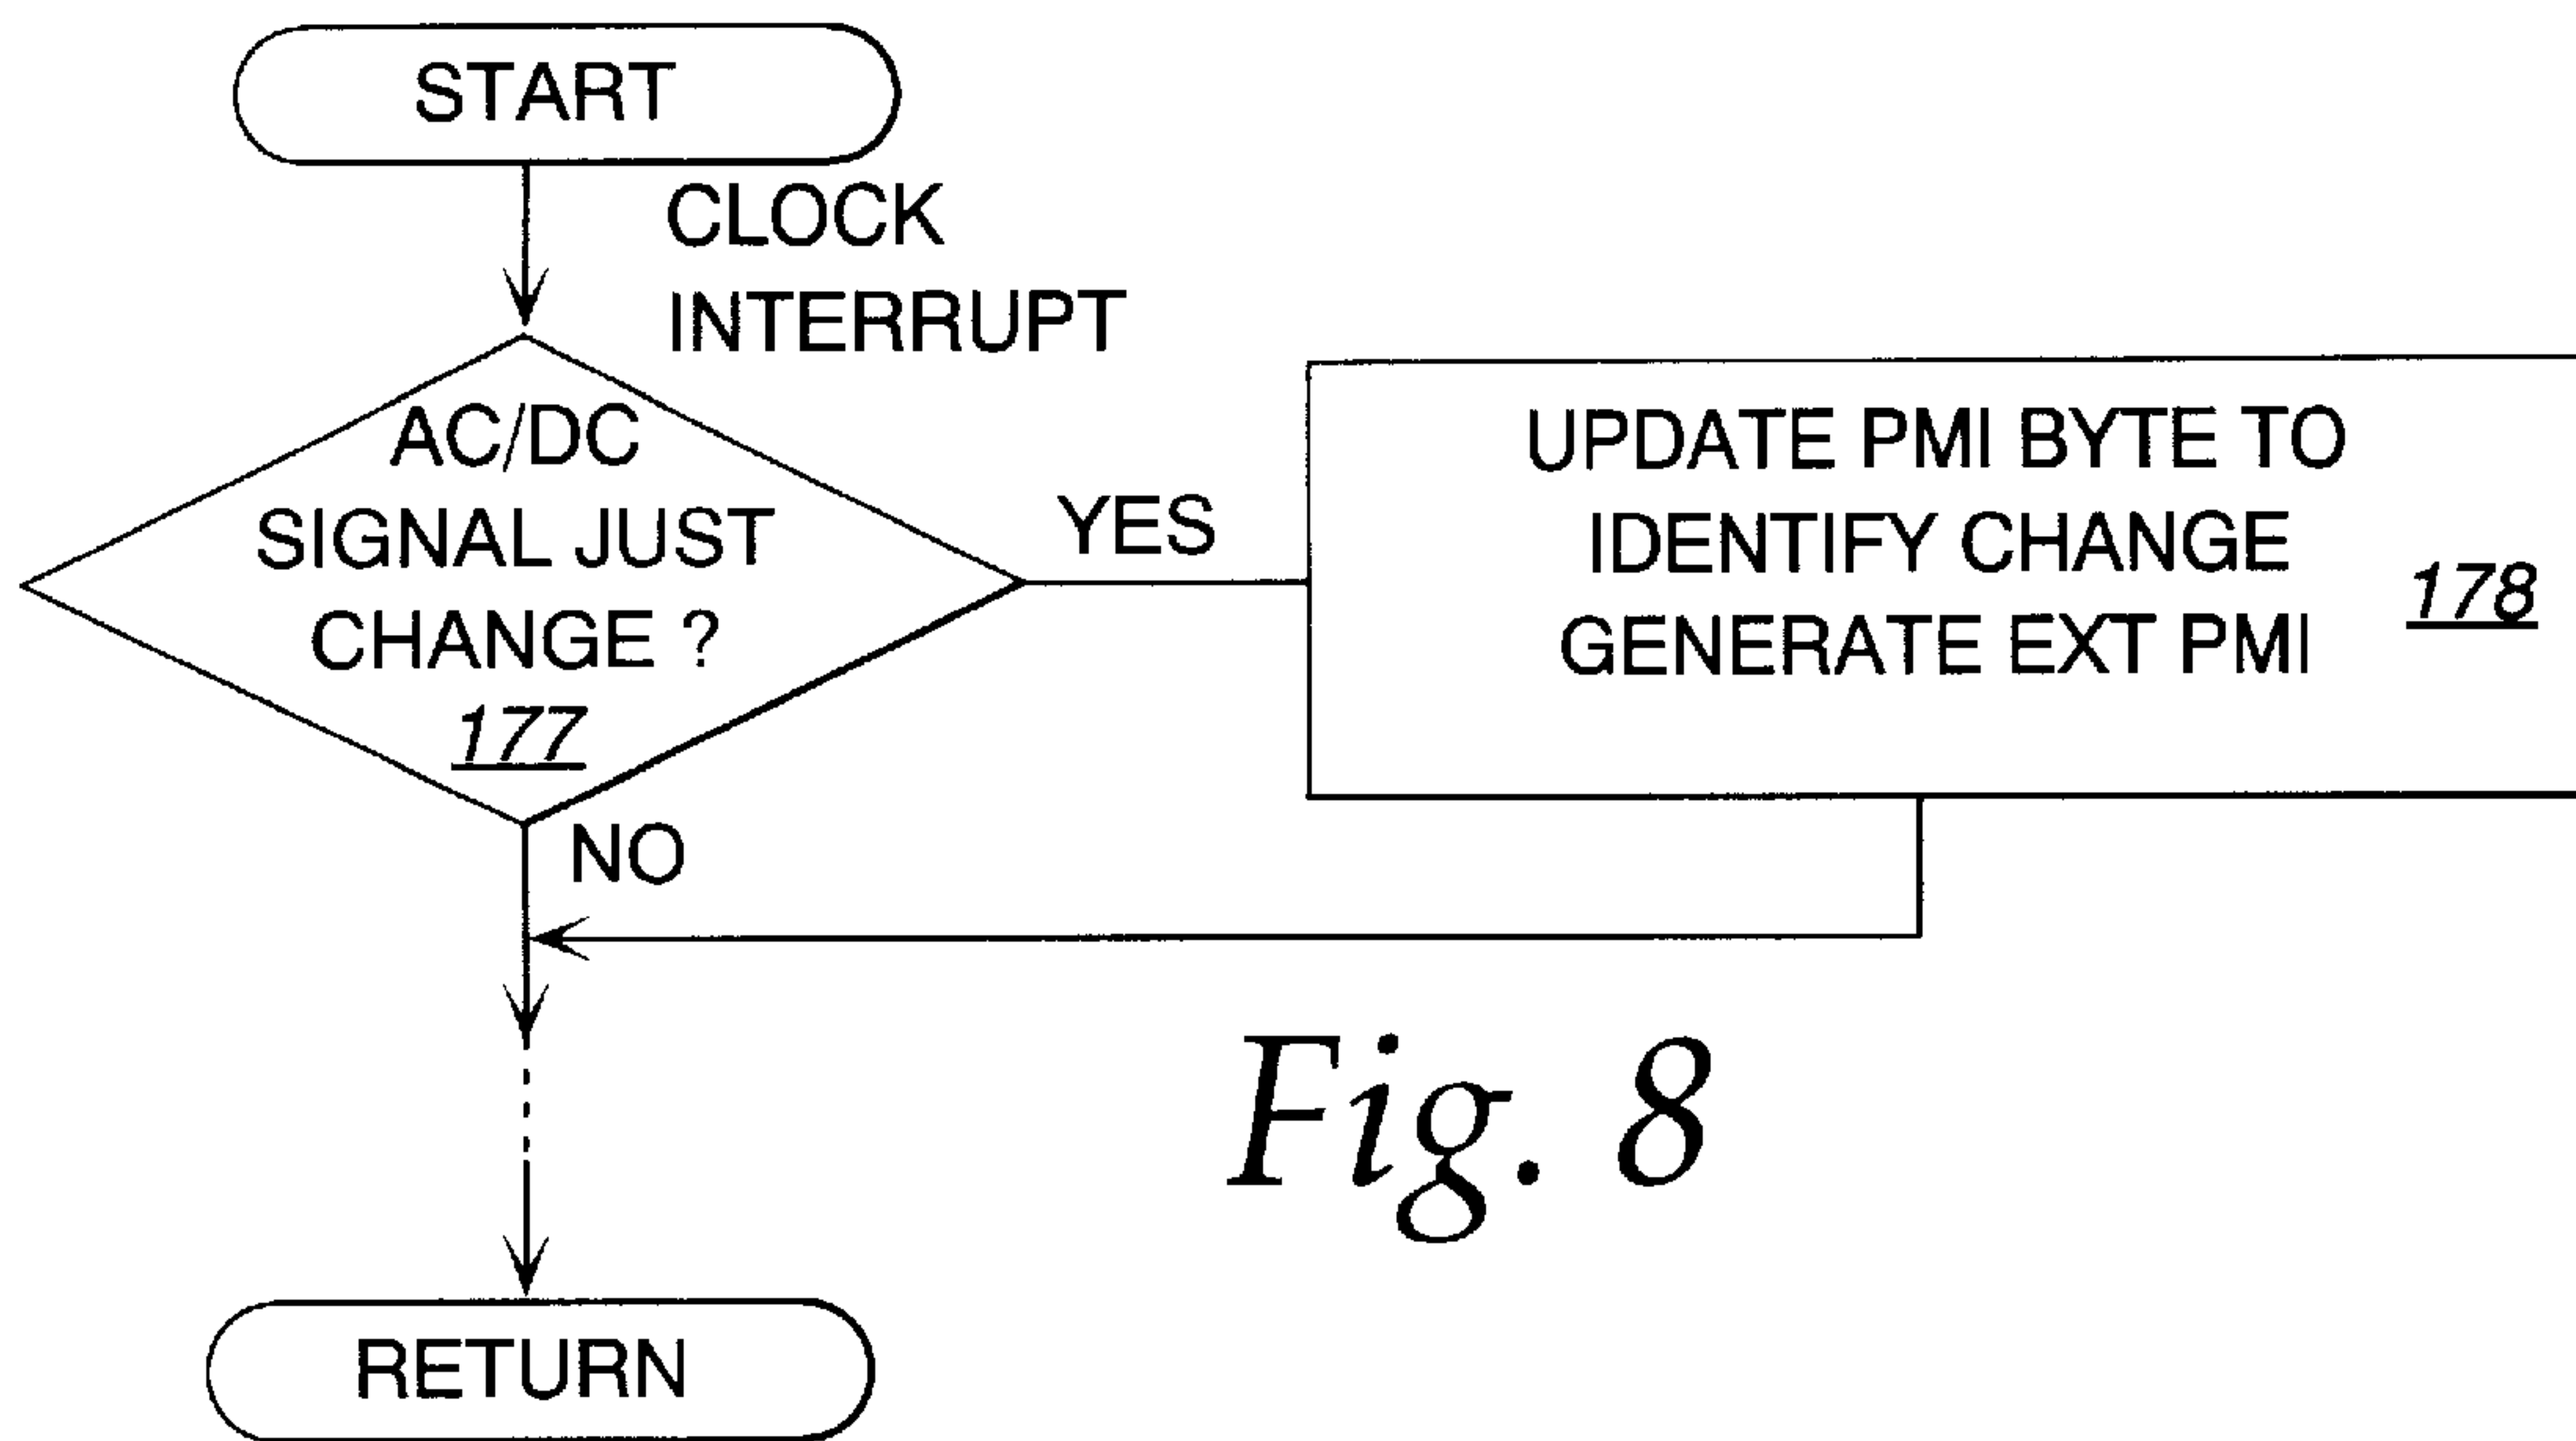 START
CLOCK
INTERRUPT
AC/DC
SIGNAL JUST
CHANGE ?
177
YES
UPDATE PMI BYTE TO
IDENTIFY CHANGE
GENERATE EXT PMI
178
NO
Fig. 8
RETURN